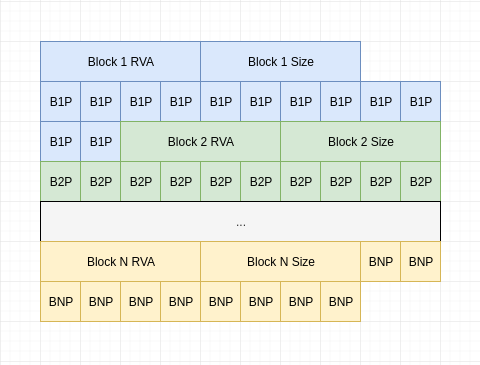 Block 1 RVA Block 1 Size
B1P B1P B1P B1P B1P B1P B1P B1P B1P B1P
B1P B1P Block 2 RVA Block 2 Size
B2P B2P B2P B2P B2P B2P B2P B2P B2P B2P
...
Block N RVA Block N Size BNP BNP
BNP BNP BNP BNP BNP BNP BNP BNP